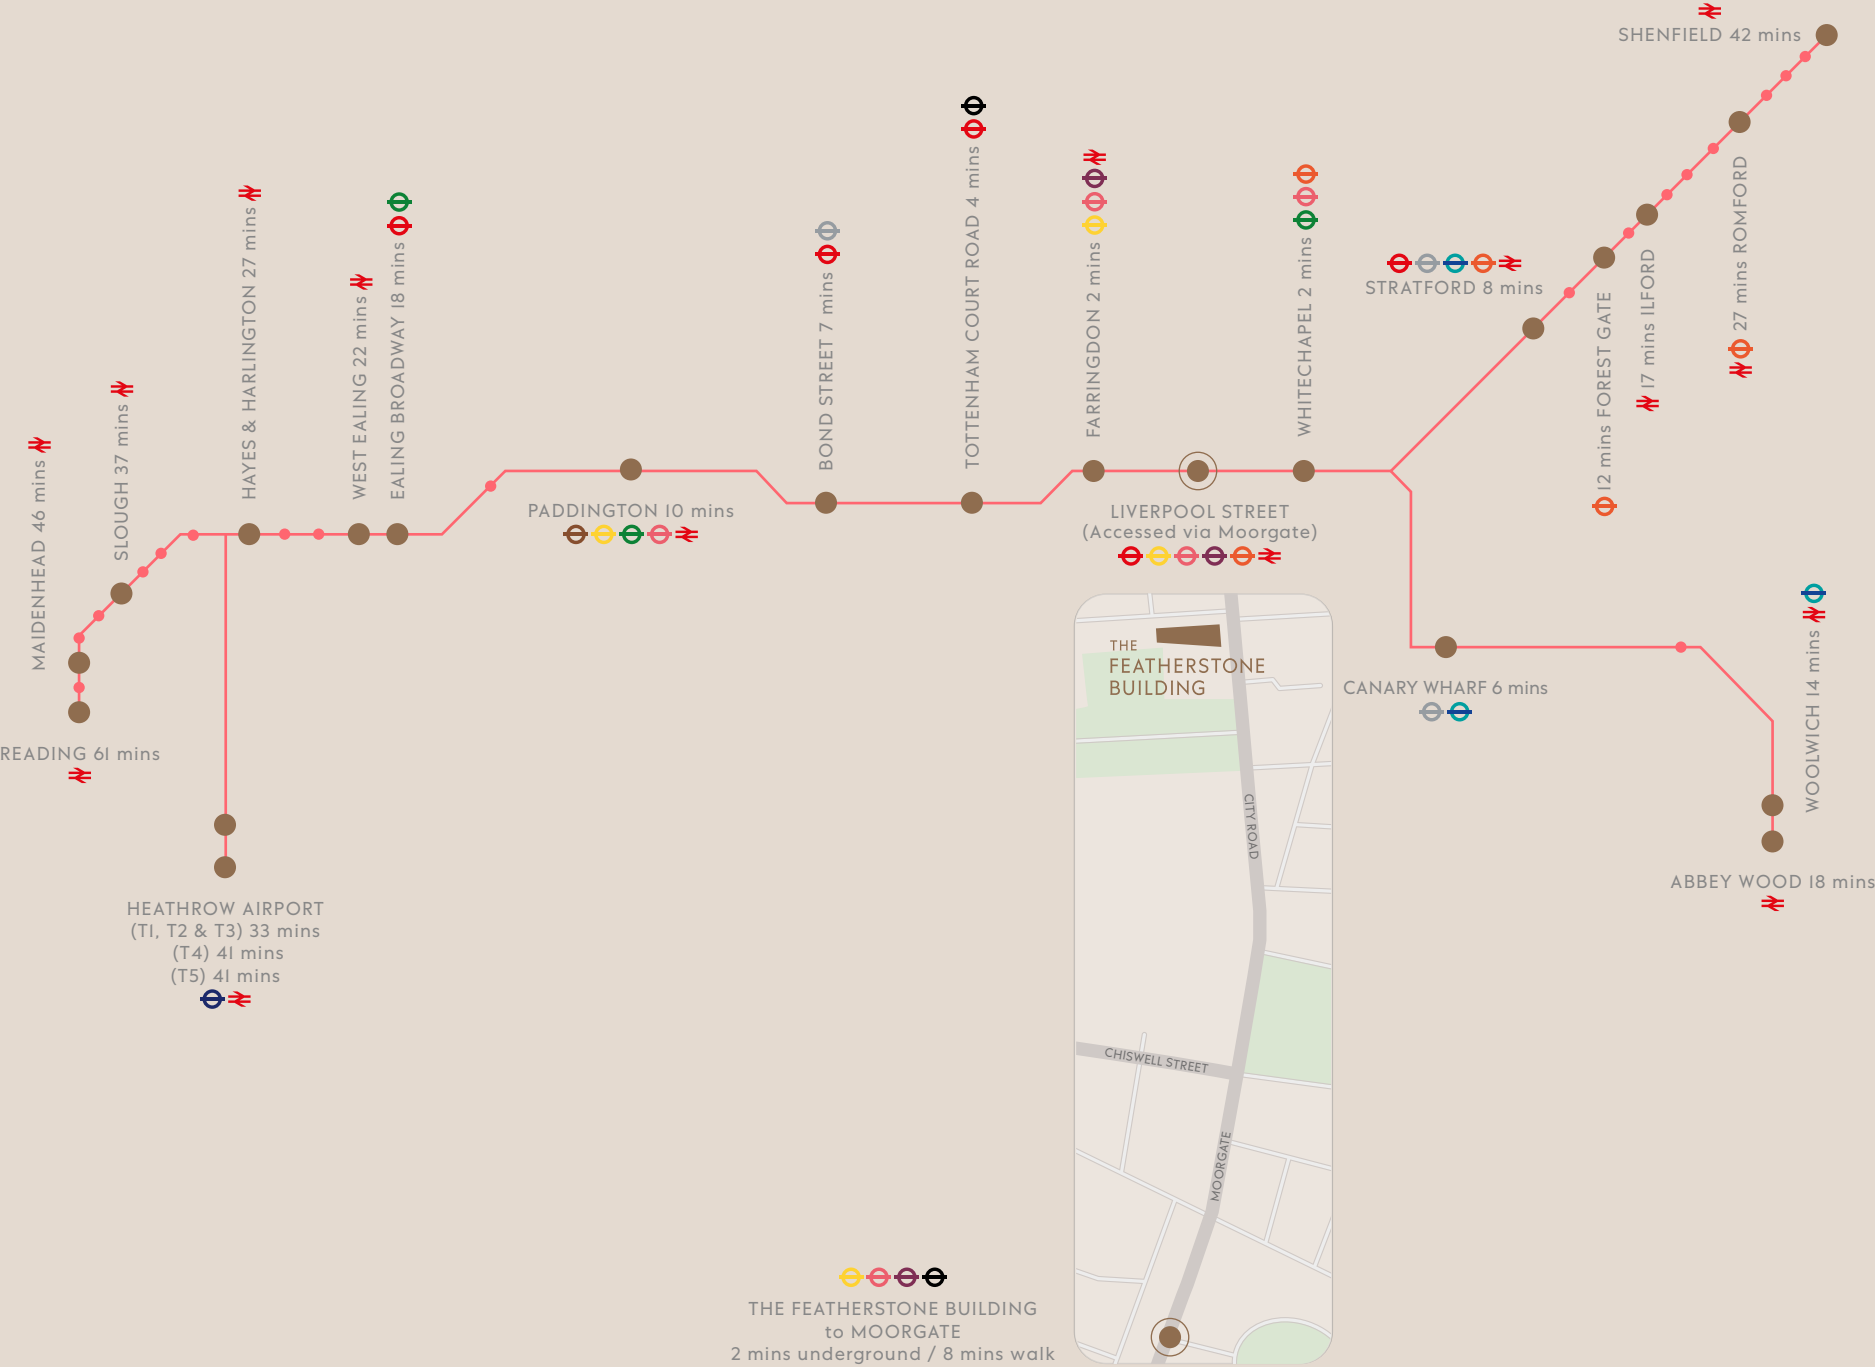 SHENFIELD 42 mins
27 mins ROMFORD
17 mins ILFORD
12 mins FOREST GATE
STRATFORD 8 mins
WHITECHAPEL 2 mins
FARRINGDON 2 mins
TOTTENHAM COURT ROAD 4 mins
BOND STREET 7 mins
EALING BROADWAY 18 mins
WEST EALING 22 mins
HAYES & HARLINGTON 27 mins
SLOUGH 37 mins
MAIDENHEAD 46 mins
PADDINGTON 10 mins
LIVERPOOL STREET
(Accessed via Moorgate)
READING 61 mins
HEATHROW AIRPORT
(T1, T2 & T3) 33 mins
(T4) 41 mins
(T5) 41 mins
THE
FEATHERSTONE
BUILDING
CITY ROAD
CHISWELL STREET
MOORGATE
CANARY WHARF 6 mins
WOOLWICH 14 mins
ABBEY WOOD 18 mins
THE FEATHERSTONE BUILDING
to MOORGATE
2 mins underground / 8 mins walk